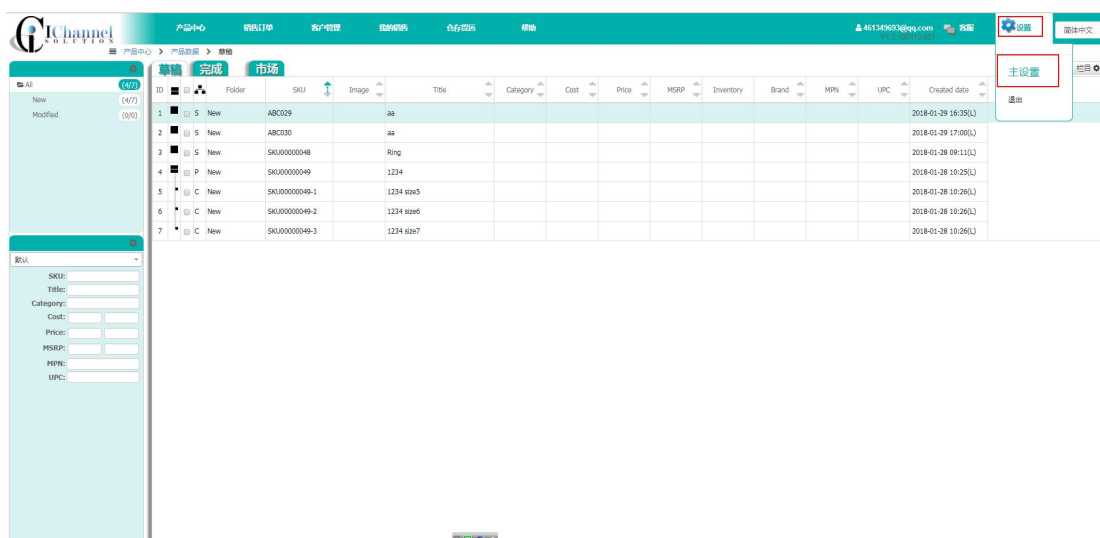 IChannel
SOLUTION
产品中心 销售订单 客户管理 我的销售 仓存货运 帮助 461349693@qq.com 客服 设置 简体中文
产品中心 > 产品数据 > 草稿
主设置
退出
栏目
草稿 完成 市场
All (4/7)
New (4/7)
Modified (0/0)
ID Folder SKU Image Title Category Cost Price MSRP Inventory Brand MPN UPC Created date
1 S New ABC029 aa 2018-01-29 16:35(L)
2 S New ABC030 aa 2018-01-29 17:00(L)
3 S New SKU00000048 Ring 2018-01-28 09:11(L)
4 P New SKU00000049 1234 2018-01-28 10:25(L)
5 C New SKU00000049-1 1234 size5 2018-01-28 10:26(L)
6 C New SKU00000049-2 1234 size6 2018-01-28 10:26(L)
7 C New SKU00000049-3 1234 size7 2018-01-28 10:26(L)
默认
SKU:
Title:
Category:
Cost:
Price:
MSRP:
MPN:
UPC: